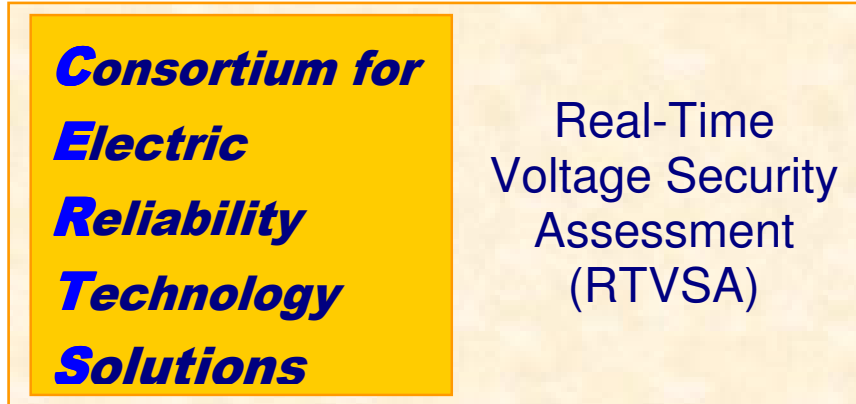 Consortium for
Electric
Reliability
Technology
Solutions
Real-Time
Voltage Security
Assessment
(RTVSA)